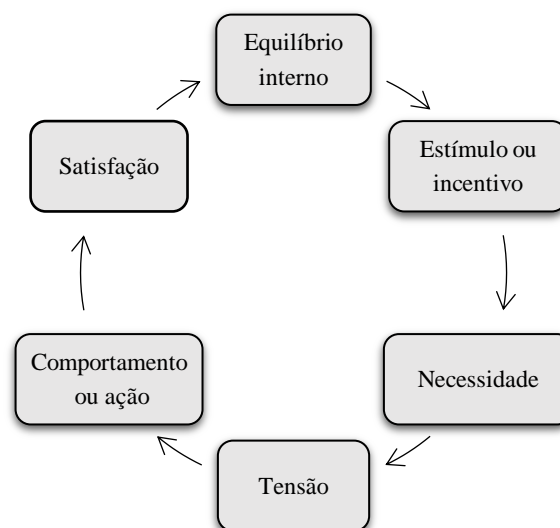 Equilíbrio
interno
Estímulo ou
incentivo
Necessidade
Tensão
Comportamento
ou ação
Satisfação